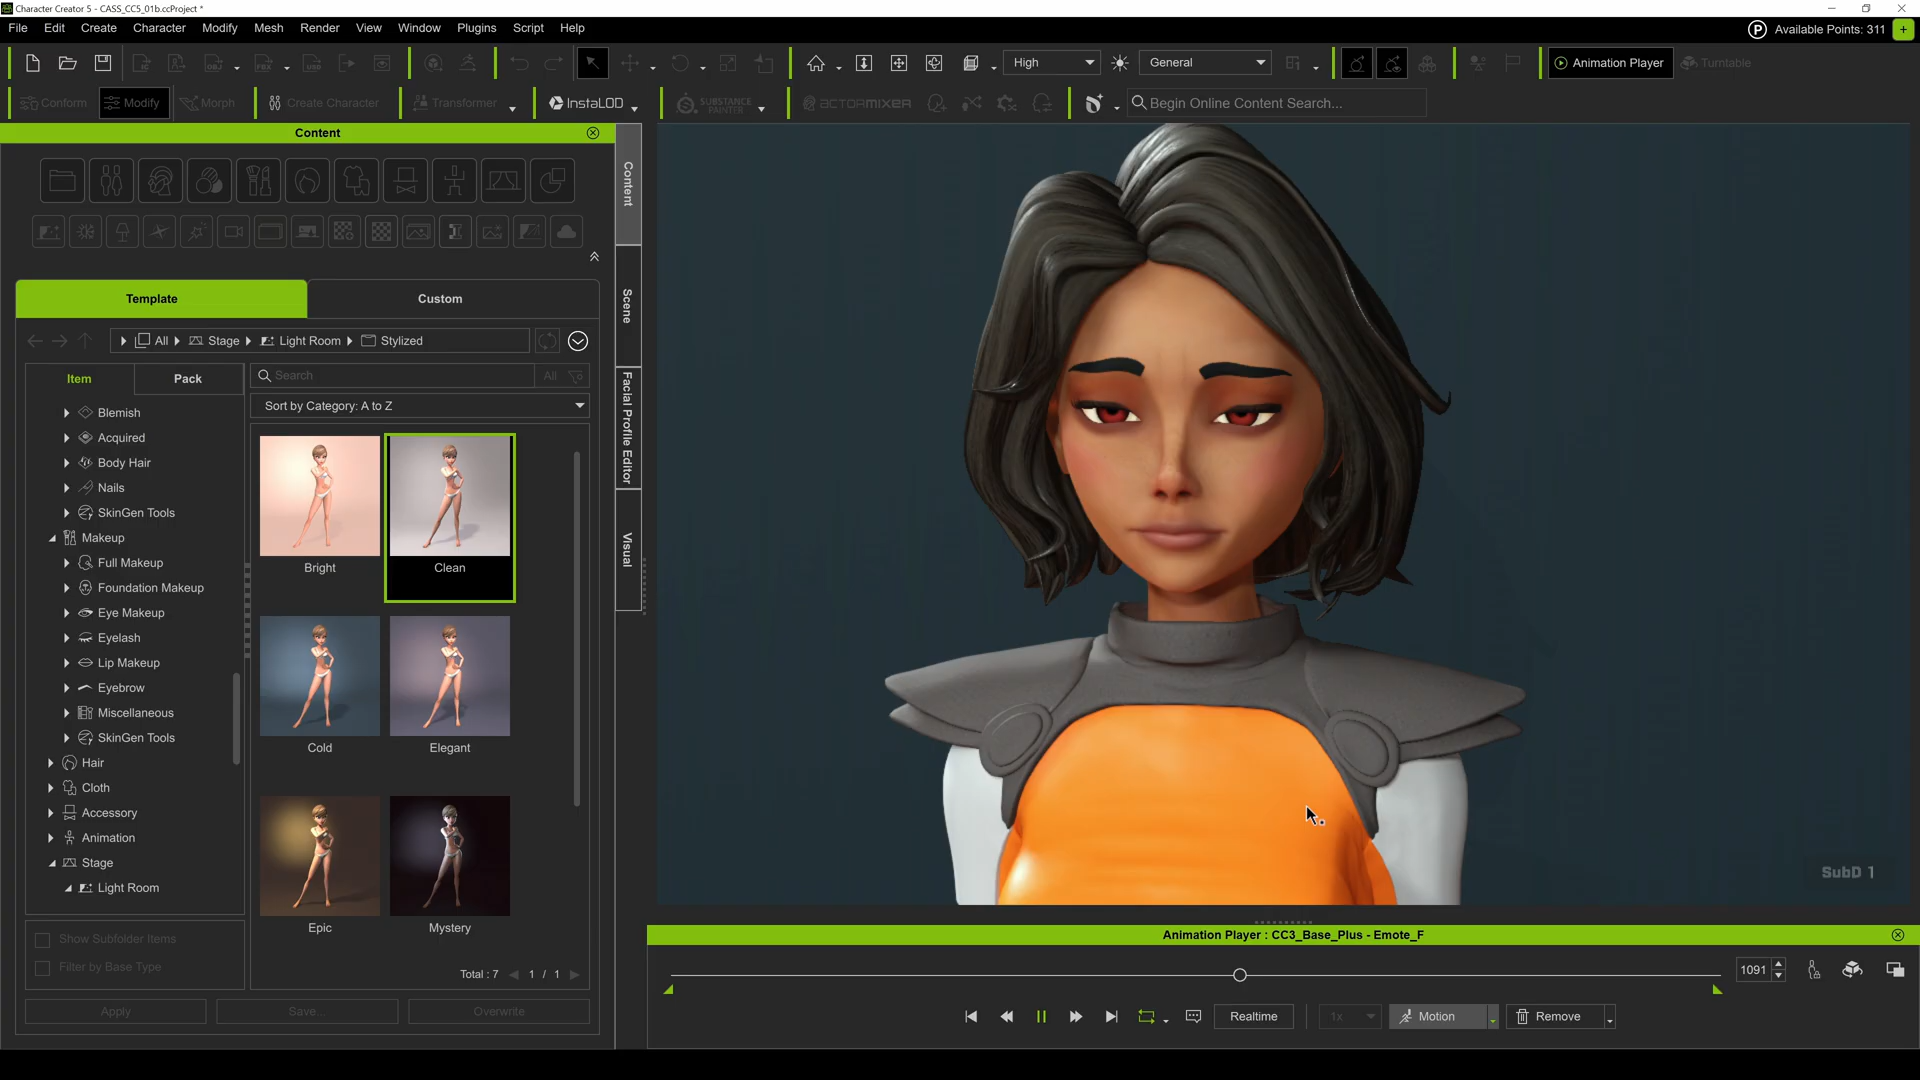 Character Creator 5 - CASS_CC5_01b.ccProject *
File Edit Create Character Modify Mesh Render View Window Plugins Script Help
Available Points: 311
High
General
Animation Player
Turntable
Conform
Modify
Morph
Create Character
Transformer
InstaLOD
SUBSTANCE PAINTER
ACTORMIXER
Begin Online Content Search...
Content
Content
Scene
Facial Profile Editor
Visual
Template
Custom
All
Stage
Light Room
Stylized
Item
Pack
Search
All
Sort by Category: A to Z
Blemish
Acquired
Body Hair
Nails
SkinGen Tools
Makeup
Full Makeup
Foundation Makeup
Eye Makeup
Eyelash
Lip Makeup
Eyebrow
Miscellaneous
SkinGen Tools
Hair
Cloth
Accessory
Animation
Stage
Light Room
Bright
Clean
Cold
Elegant
Epic
Mystery
Show Subfolder Items
Filter by Base Type
Total : 7
1 / 1
Apply
Save...
Overwrite
SubD 1
Animation Player : CC3_Base_Plus - Emote_F
1091
Realtime
1x
Motion
Remove